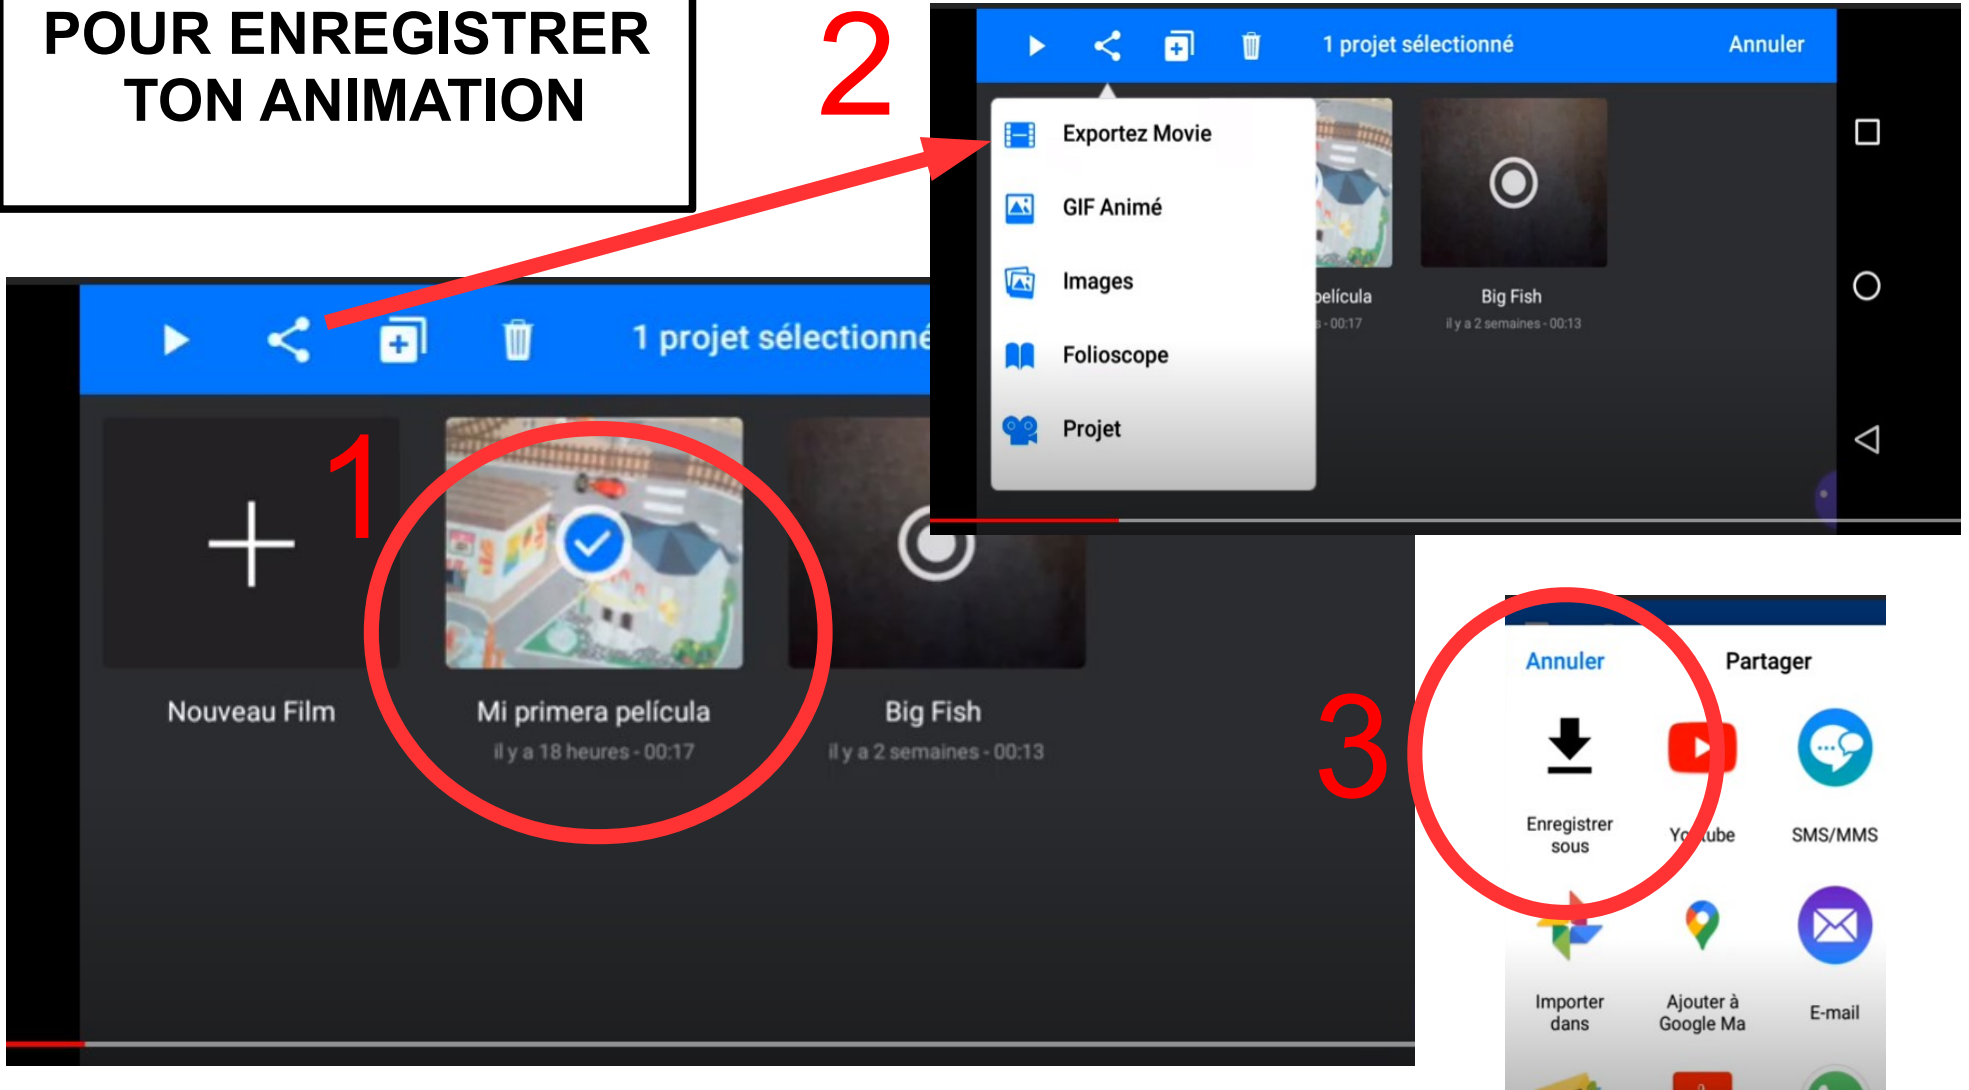 POUR ENREGISTRER
TON ANIMATION
2
1 projet sélectionné
Annuler
Exportez Movie
GIF Animé
Images
Folioscope
Projet
película
- 00:17
Big Fish
il y a 2 semaines - 00:13
1 projet sélectionné
1
Nouveau Film
Mi primera película
il y a 18 heures - 00:17
Big Fish
il y a 2 semaines - 00:13
3
Annuler
Partager
Enregistrer
sous
Youtube
SMS/MMS
Importer
dans
Ajouter à
Google Ma
E-mail